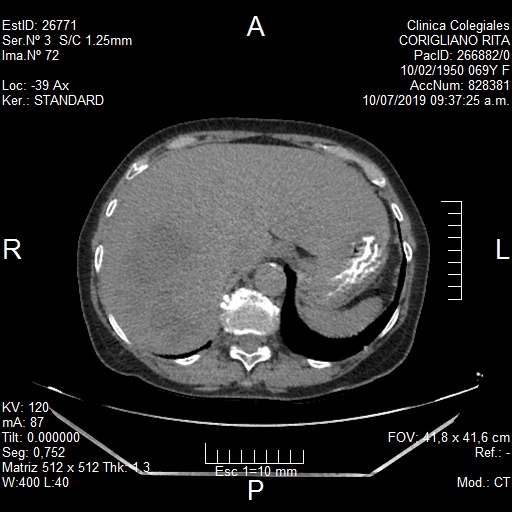 EstID: 26771
Ser.Nº 3 S/C 1.25mm
Ima.Nº 72
Loc: -39 Ax
Ker.: STANDARD
A
Clinica Colegiales
CORIGLIANO RITA
PacID: 266882/0
10/02/1950 069Y F
AccNum: 828381
10/07/2019 09:37:25 a.m.
R
L
KV: 120
mA: 87
Tilt: 0.000000
Seg: 0,752
Matriz 512 x 512 Thk: 1.3
W:400 L:40
Esc 1=10 mm
P
FOV: 41,8 x 41,6 cm
Ref.: -
Mod.: CT